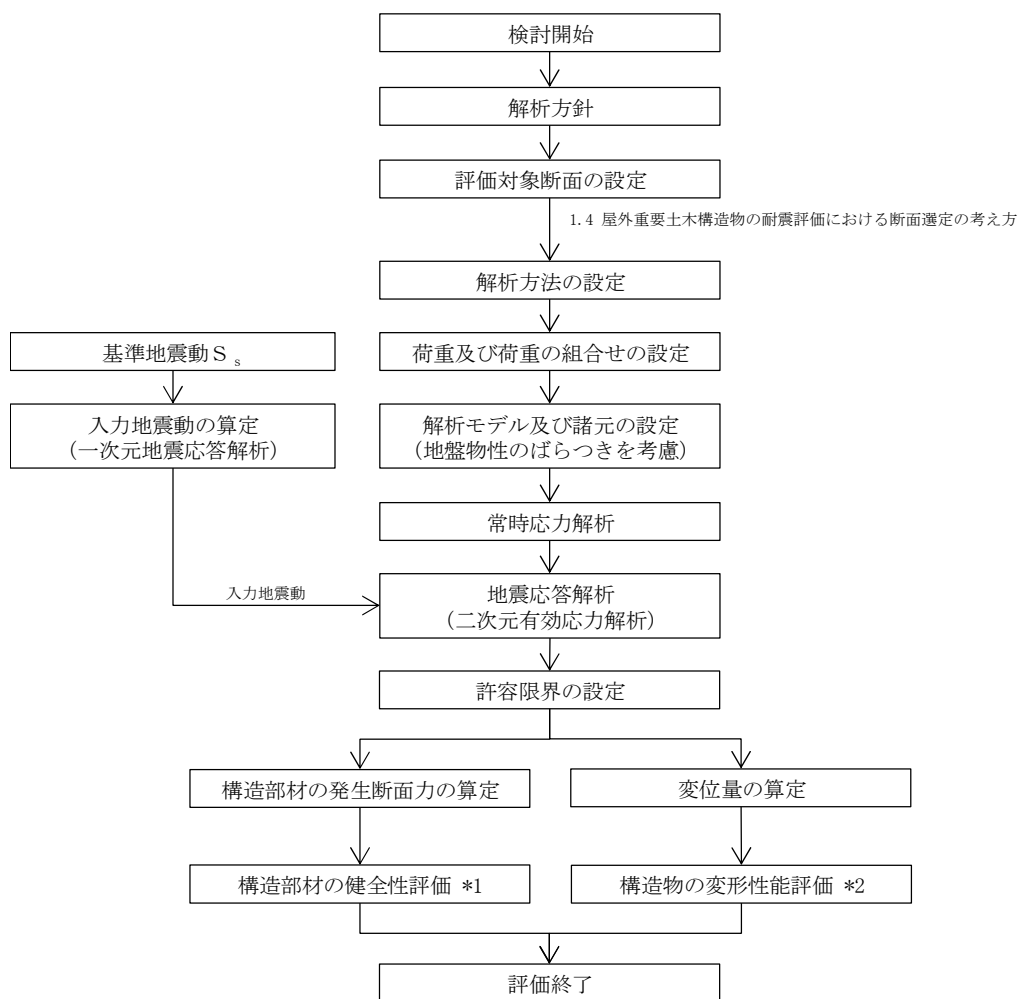 検討開始
解析方針
評価対象断面の設定
1.4 屋外重要土木構造物の耐震評価における断面選定の考え方
解析方法の設定
基準地震動Ss
荷重及び荷重の組合せの設定
入力地震動の算定
(一次元地震応答解析)
解析モデル及び諸元の設定
(地盤物性のばらつきを考慮)
常時応力解析
入力地震動
地震応答解析
(二次元有効応力解析)
許容限界の設定
構造部材の発生断面力の算定
変位量の算定
構造部材の健全性評価 *1
構造物の変形性能評価 *2
評価終了